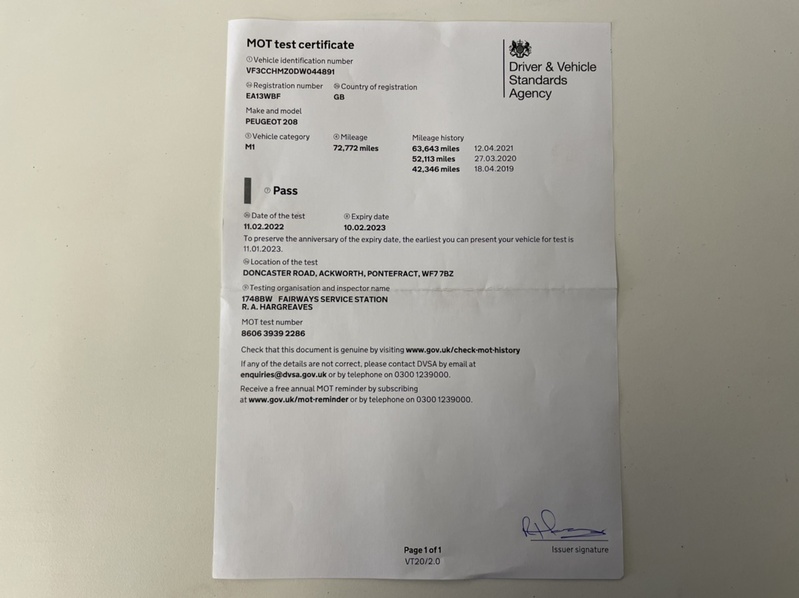 MOT test certificate
Driver & Vehicle
Standards
Agency
① Vehicle identification number
VF3CCHMZ0DW044891
Registration number Country of registration
EA13WBF GB
Make and model
PEUGEOT 208
Vehicle category Mileage Mileage history
M1 72,772 miles 63,643 miles 12.04.2021
52,113 miles 27.03.2020
42,346 miles 18.04.2019
Pass
Date of the test Expiry date
11.02.2022 10.02.2023
To preserve the anniversary of the expiry date, the earliest you can present your vehicle for test is
11.01.2023.
Location of the test
DONCASTER ROAD, ACKWORTH, PONTEFRACT, WF7 7BZ
Testing organisation and inspector name
1748BW FAIRWAYS SERVICE STATION
R. A. HARGREAVES
MOT test number
8606 3939 2286
Check that this document is genuine by visiting www.gov.uk/check-mot-history
If any of the details are not correct, please contact DVSA by email at
enquiries@dvsa.gov.uk or by telephone on 0300 1239000.
Receive a free annual MOT reminder by subscribing
at www.gov.uk/mot-reminder or by telephone on 0300 1239000.
Issuer signature
Page 1 of 1
VT20/2.0